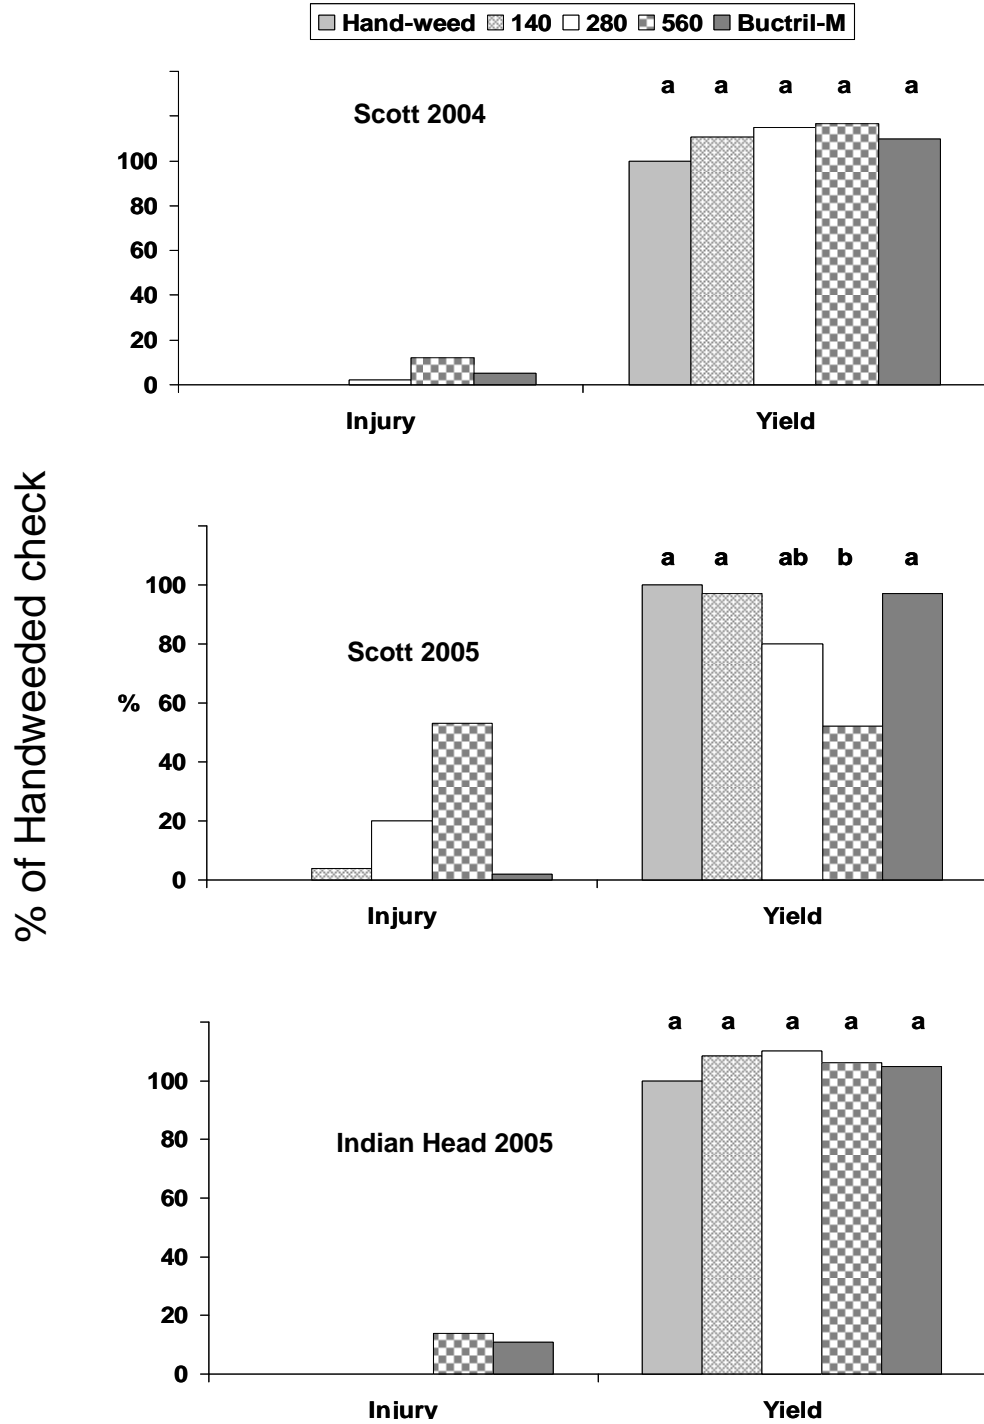 Hand-weed 140 280 560 Buctril-M
a a a a a
Scott 2004
100
80
60
40
20
0
Injury Yield
% of Handweeded check
a a ab b a
Scott 2005
100
80
% 60
40
20
0
Injury Yield
a a a a a
Indian Head 2005
100
80
60
40
20
0
Injury Yield